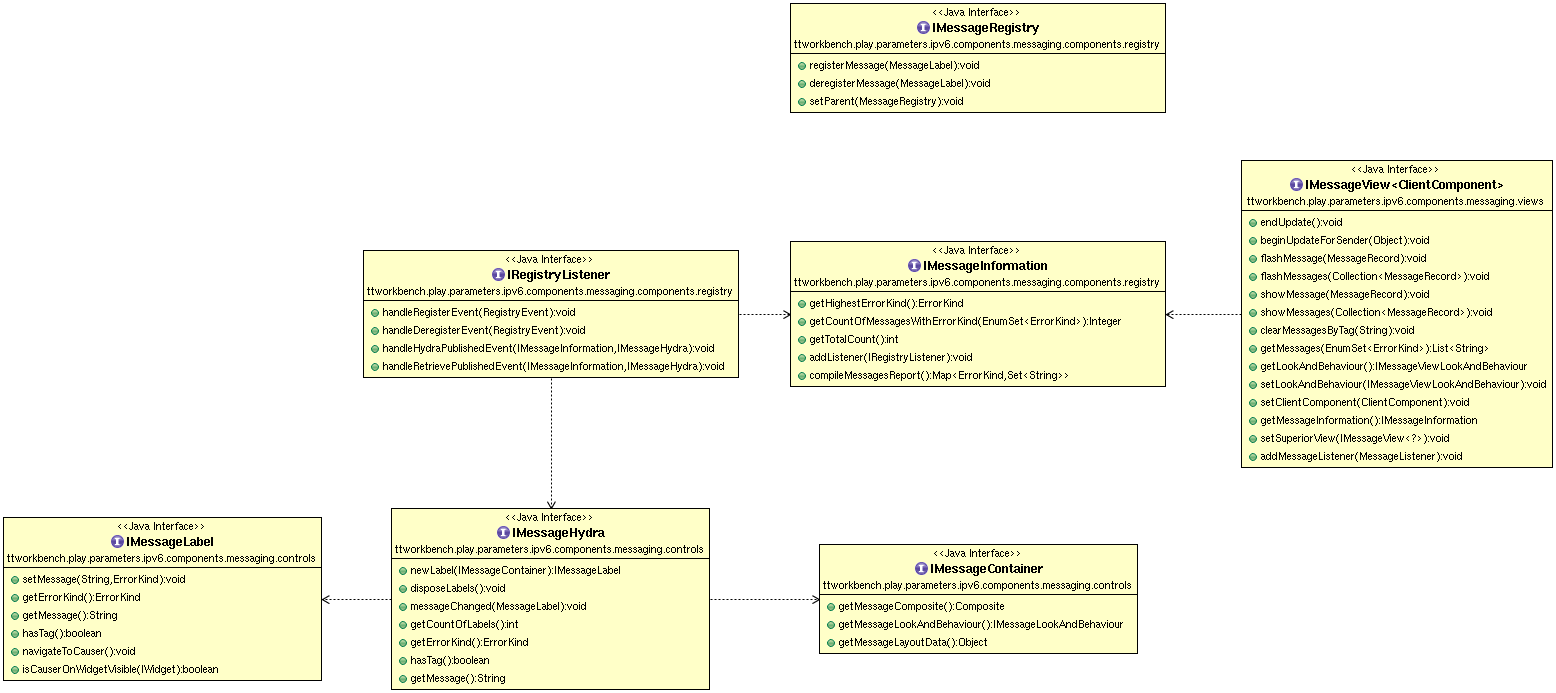 <<Java Interface>>
IMessageRegistry
ttworkbench.play.parameters.ipv6.components.messaging.components.registry
registerMessage(MessageLabel):void
deregisterMessage(MessageLabel):void
setParent(MessageRegistry):void
<<Java Interface>>
IMessageView<ClientComponent>
ttworkbench.play.parameters.ipv6.components.messaging.views
endUpdate():void
beginUpdateForSender(Object):void
flashMessage(MessageRecord):void
flashMessages(Collection<MessageRecord>):void
showMessage(MessageRecord):void
showMessages(Collection<MessageRecord>):void
clearMessagesByTag(String):void
getMessages(EnumSet<ErrorKind>):List<String>
getLookAndBehaviour():IMessageViewLookAndBehaviour
setLookAndBehaviour(IMessageViewLookAndBehaviour):void
setClientComponent(ClientComponent):void
getMessageInformation():IMessageInformation
setSuperiorView(IMessageView<?>):void
addMessageListener(MessageListener):void
<<Java Interface>>
IRegistryListener
ttworkbench.play.parameters.ipv6.components.messaging.components.registry
handleRegisterEvent(RegistryEvent):void
handleDeregisterEvent(RegistryEvent):void
handleHydraPublishedEvent(IMessageInformation,IMessageHydra):void
handleRetrievePublishedEvent(IMessageInformation,IMessageHydra):void
<<Java Interface>>
IMessageInformation
ttworkbench.play.parameters.ipv6.components.messaging.components.registry
getHighestErrorKind():ErrorKind
getCountOfMessagesWithErrorKind(EnumSet<ErrorKind>):Integer
getTotalCount():int
addListener(IRegistryListener):void
compileMessagesReport():Map<ErrorKind,Set<String>>
<<Java Interface>>
IMessageLabel
ttworkbench.play.parameters.ipv6.components.messaging.controls
setMessage(String,ErrorKind):void
getErrorKind():ErrorKind
getMessage():String
hasTag():boolean
navigateToCauser():void
isCauserOnWidgetVisible(IWidget):boolean
<<Java Interface>>
IMessageHydra
ttworkbench.play.parameters.ipv6.components.messaging.controls
newLabel(IMessageContainer):IMessageLabel
disposeLabels():void
messageChanged(MessageLabel):void
getCountOfLabels():int
getErrorKind():ErrorKind
hasTag():boolean
getMessage():String
<<Java Interface>>
IMessageContainer
ttworkbench.play.parameters.ipv6.components.messaging.controls
getMessageComposite():Composite
getMessageLookAndBehaviour():IMessageLookAndBehaviour
getMessageLayoutData():Object